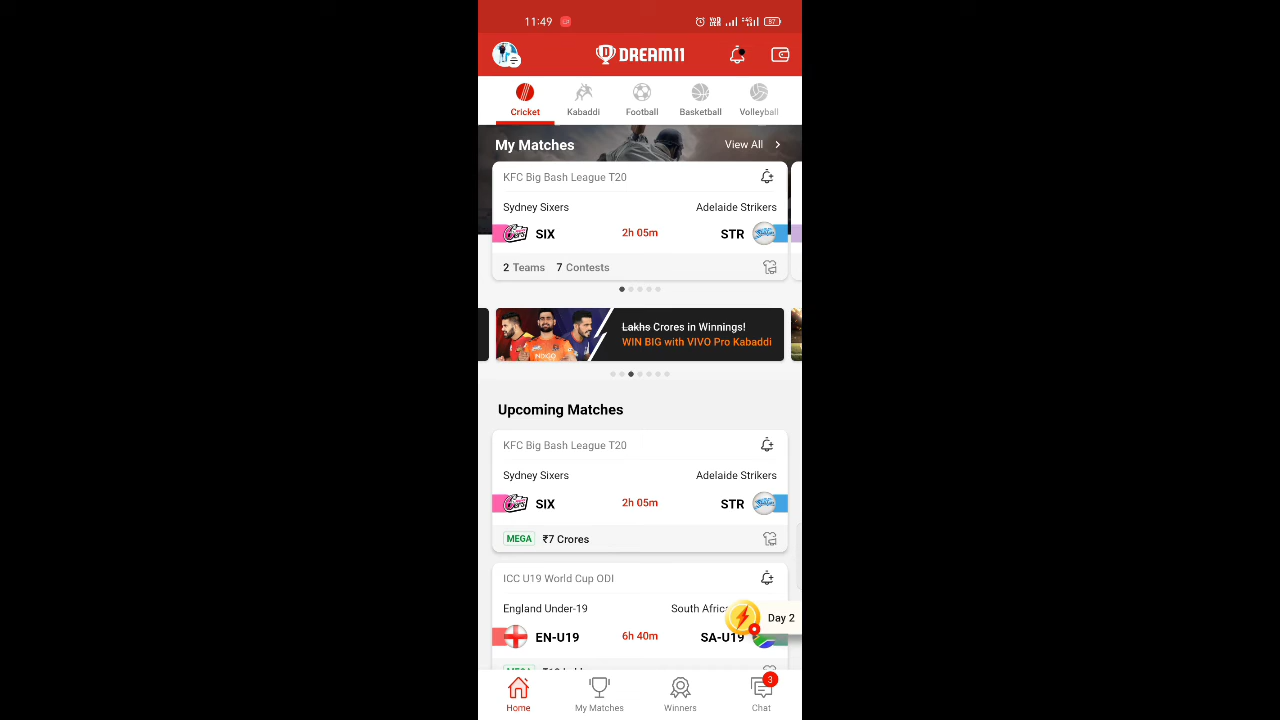 11:49
87
DREAM11
Cricket Kabaddi Football Basketball Volleyball
My Matches View All
KFC Big Bash League T20
Sydney Sixers Adelaide Strikers
SIX 2h 05m STR
2 Teams 7 Contests
Lakhs Crores in Winnings!
WIN BIG with VIVO Pro Kabaddi
INDIGO
Upcoming Matches
KFC Big Bash League T20
Sydney Sixers Adelaide Strikers
SIX 2h 05m STR
MEGA ₹7 Crores
ICC U19 World Cup ODI
England Under-19 South Africa
Day 2
EN-U19 6h 40m SA-U19
3
Home My Matches Winners Chat